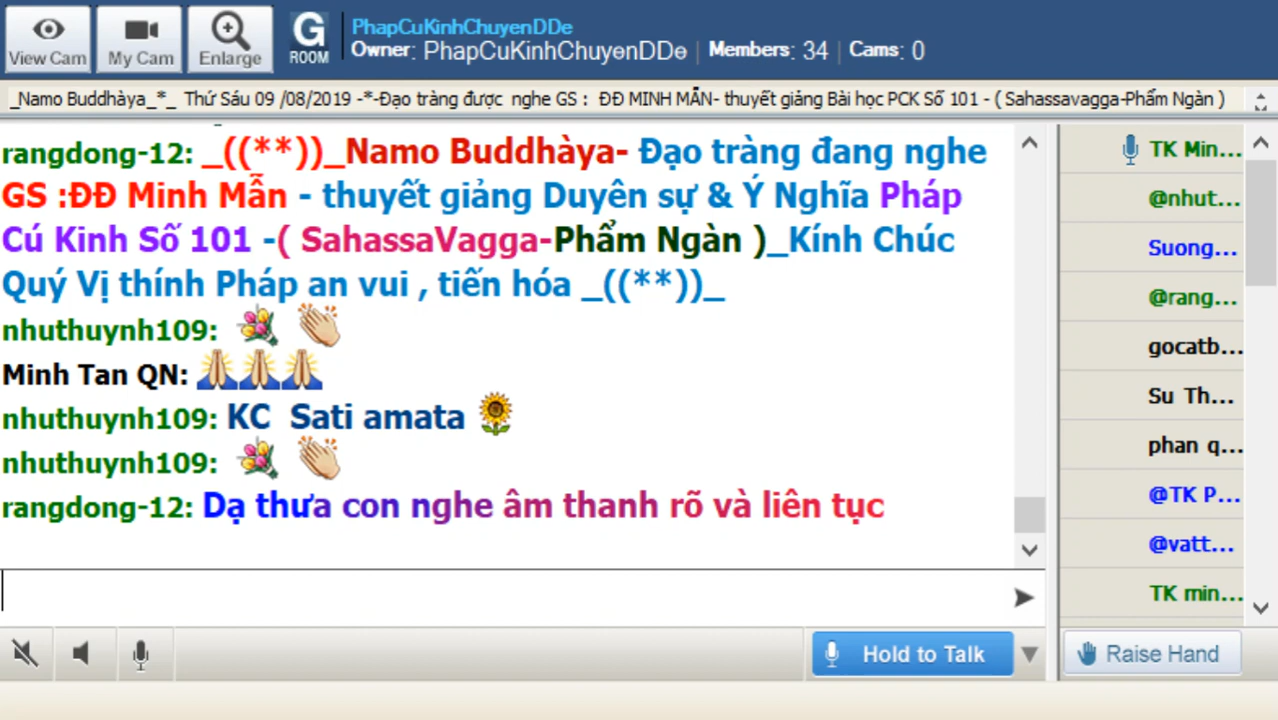 View Cam
My Cam
Enlarge
G
ROOM
PhapCuKinhChuyenDDe
Owner: PhapCuKinhChuyenDDe | Members: 34 | Cams: 0
_Namo Buddhàya_*_ Thứ Sáu 09 /08/2019 -*-Đạo tràng được nghe GS : ĐĐ MINH MẪN- thuyết giảng Bài học PCK Số 101 - ( Sahassavagga-Phẩm Ngàn )
rangdong-12: _((**))_Namo Buddhàya- Đạo tràng đang nghe
GS :ĐĐ Minh Mẫn - thuyết giảng Duyên sự & Ý Nghĩa Pháp
Cú Kinh Số 101 -( SahassaVagga-Phẩm Ngàn )_Kính Chúc
Quý Vị thính Pháp an vui , tiến hóa _((**))_
nhuthuynh109:
Minh Tan QN:
nhuthuynh109: KC Sati amata
nhuthuynh109:
rangdong-12: Dạ thưa con nghe âm thanh rõ và liên tục
TK Min...
@nhut...
Suong...
@rang...
gocatb...
Su Th...
phan q...
@TK P...
@vatt...
TK min...
Hold to Talk
Raise Hand